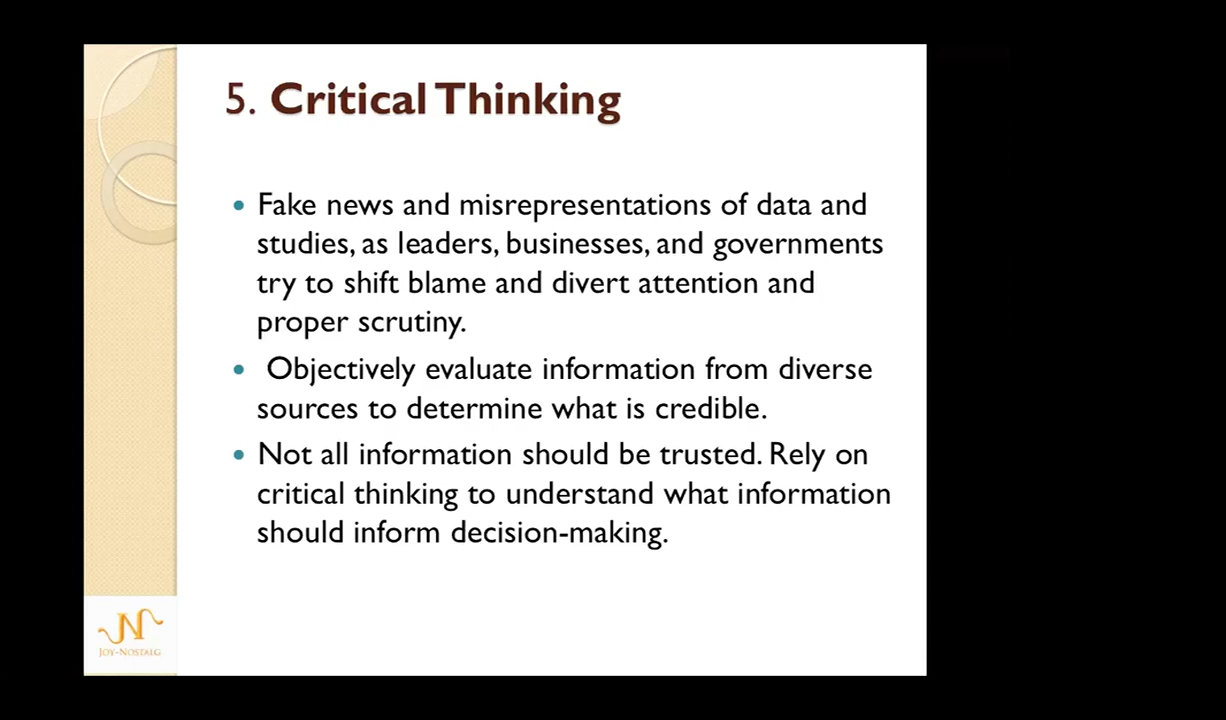 5. Critical Thinking
• Fake news and misrepresentations of data and
studies, as leaders, businesses, and governments
try to shift blame and divert attention and
proper scrutiny.
• Objectively evaluate information from diverse
sources to determine what is credible.
• Not all information should be trusted. Rely on
critical thinking to understand what information
should inform decision-making.
N
JOY-NOSTALG